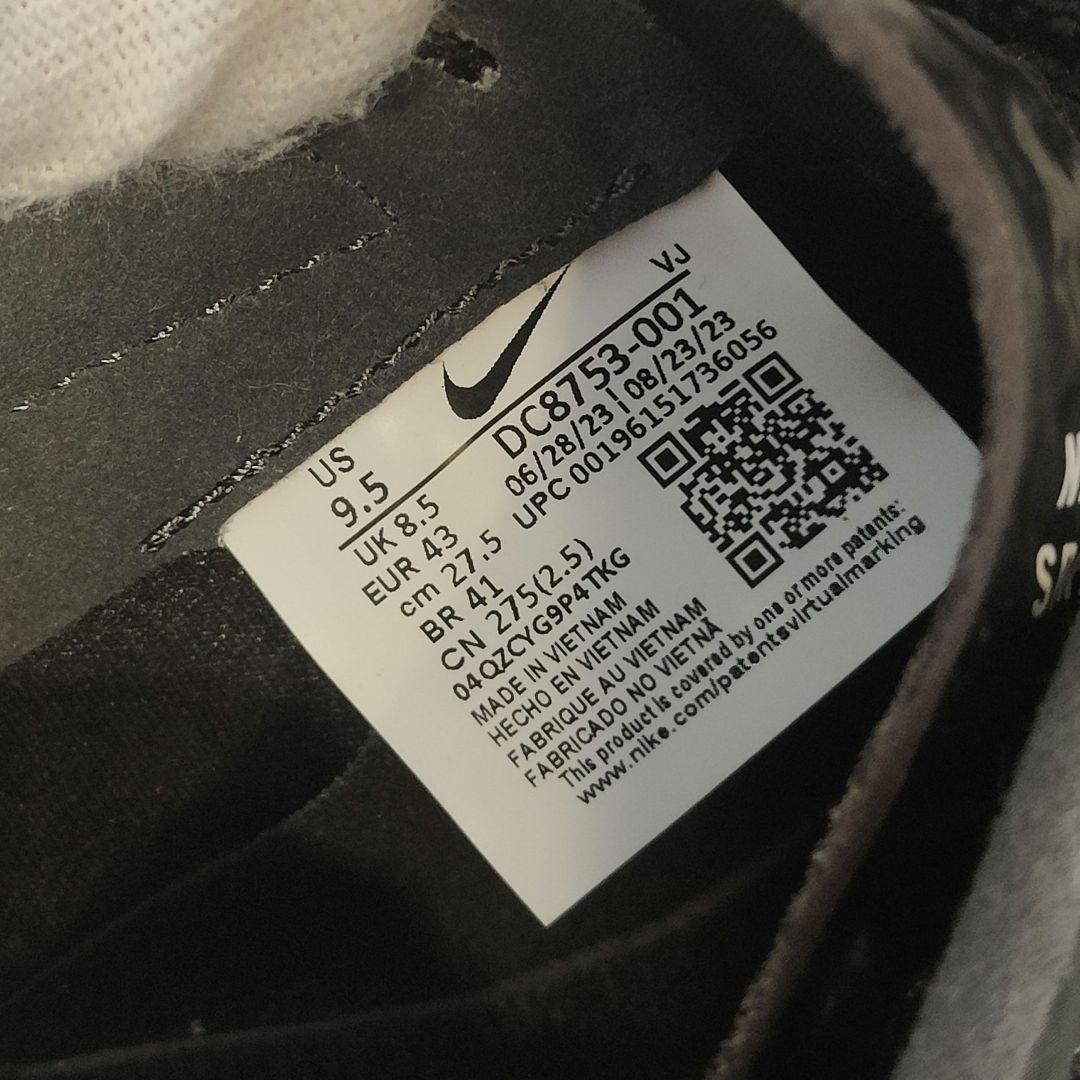 US
9.5
VJ
DC8753-001
UK 8.5
06/28/23 | 08/23/23
EUR 43
UPC 00196151736056
cm 27.5
BR 41
CN 275(2.5)
04QZCYG9P4TKG
MADE IN VIETNAM
HECHO EN VIETNAM
FABRIQUE AU VIETNAM
FABRICADO NO VIETNÃ
This product is covered by one or more patents:
www.nike.com/patentsvirtualmarking